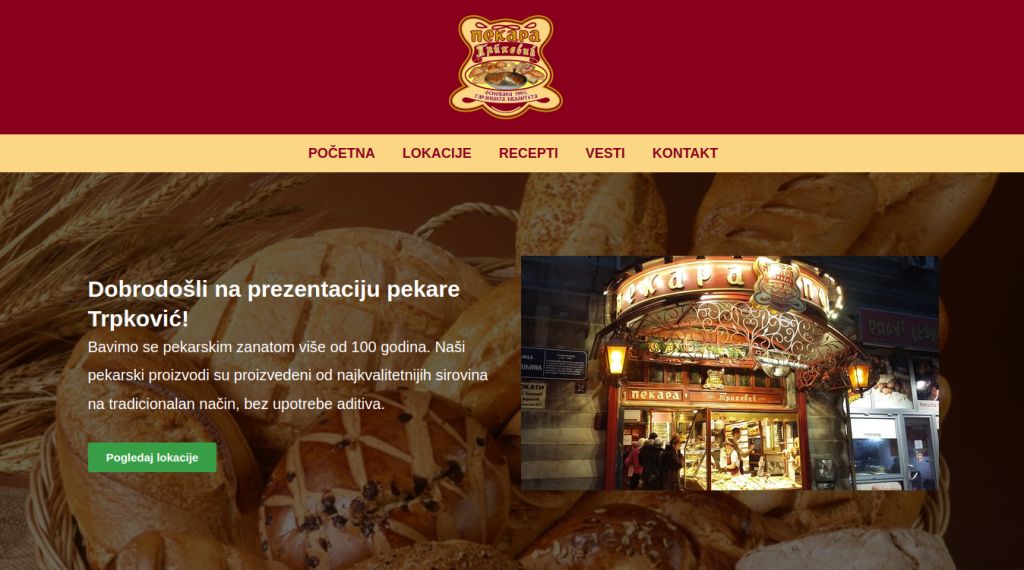 пекара
Трпковић
основана 1905.
гаранција квалитета
POČETNA LOKACIJE RECEPTI VESTI KONTAKT
Dobrodošli na prezentaciju pekare
Trpković!
Bavimo se pekarskim zanatom više od 100 godina. Naši
pekarski proizvodi su proizvedeni od najkvalitetnijih sirovina
na tradicionalan način, bez upotrebe aditiva.
Pogledaj lokacije
пекара
пекара Трпковић